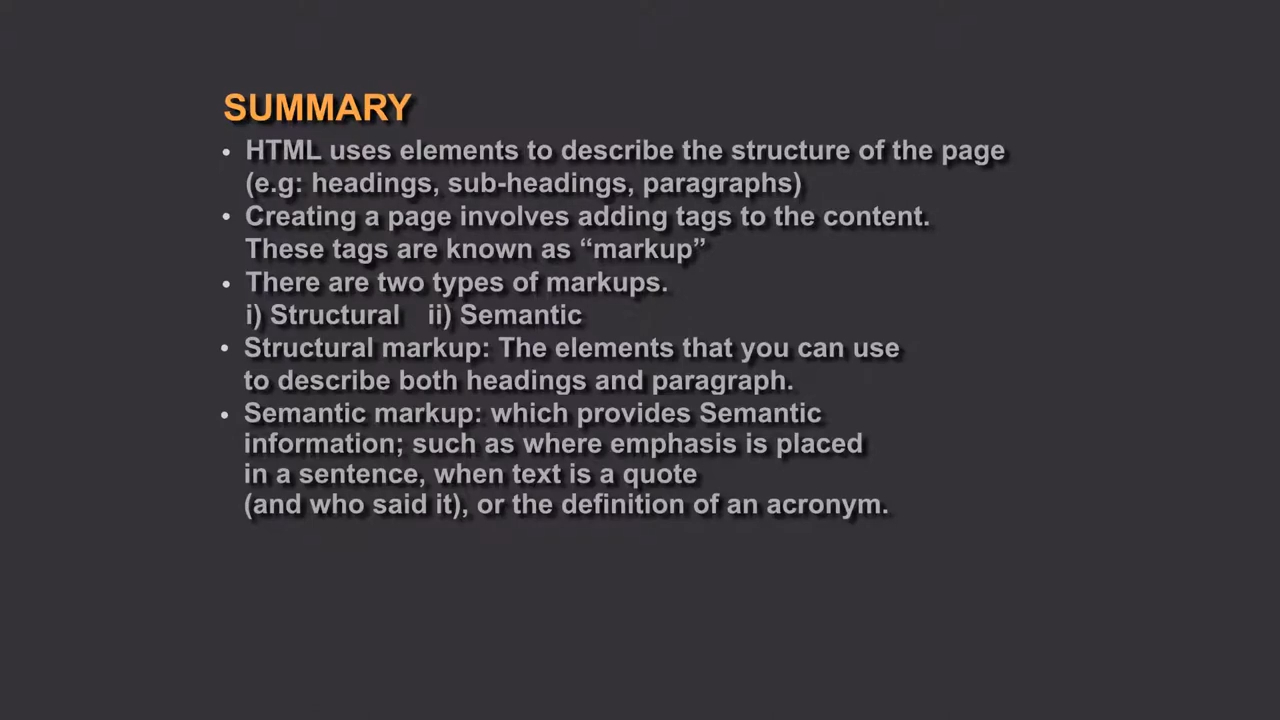 SUMMARY
• HTML uses elements to describe the structure of the page
(e.g: headings, sub-headings, paragraphs)
• Creating a page involves adding tags to the content.
These tags are known as “markup”
• There are two types of markups.
i) Structural ii) Semantic
• Structural markup: The elements that you can use
to describe both headings and paragraph.
• Semantic markup: which provides Semantic
information; such as where emphasis is placed
in a sentence, when text is a quote
(and who said it), or the definition of an acronym.